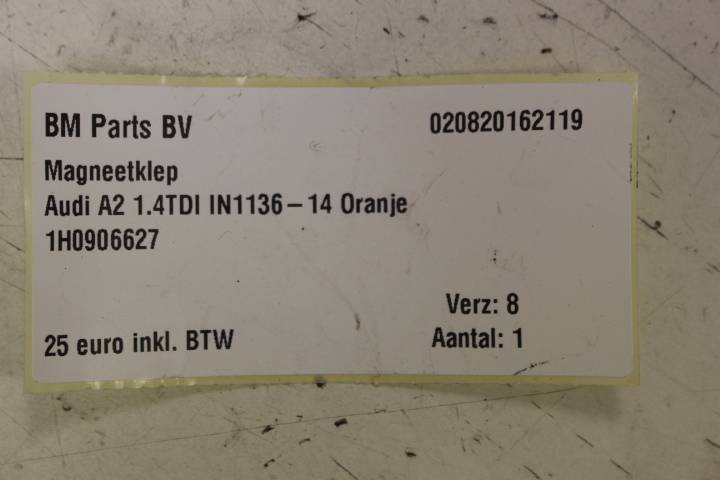 BM Parts BV 020820162119
Magneetklep
Audi A2 1.4TDI IN1136–14 Oranje
1H0906627
Verz: 8
25 euro inkl. BTW Aantal: 1